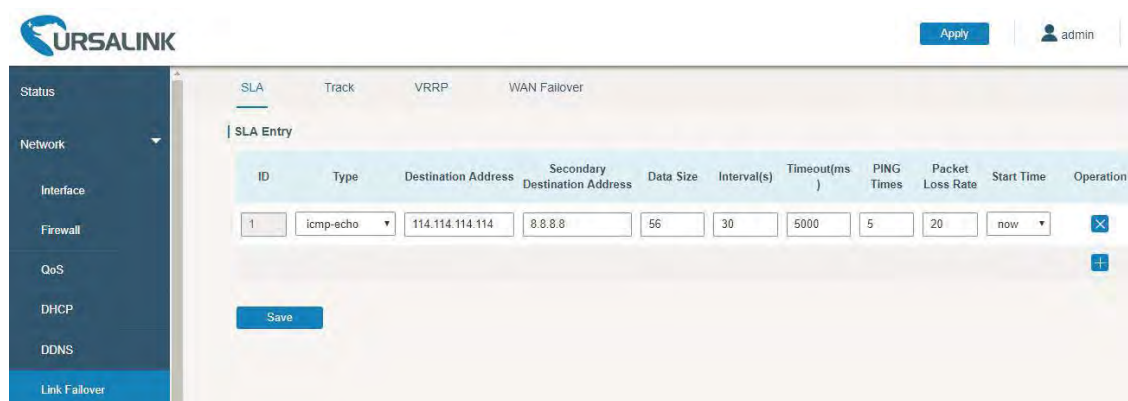 URSALINK
Apply
admin
Status
Network
Interface
Firewall
QoS
DHCP
DDNS
Link Failover
SLA Track VRRP WAN Failover
SLA Entry
ID Type Destination Address Secondary Destination Address Data Size Interval(s) Timeout(ms) PING Times Packet Loss Rate Start Time Operation
1 icmp-echo 114.114.114.114 8.8.8.8 56 30 5000 5 20 now
Save